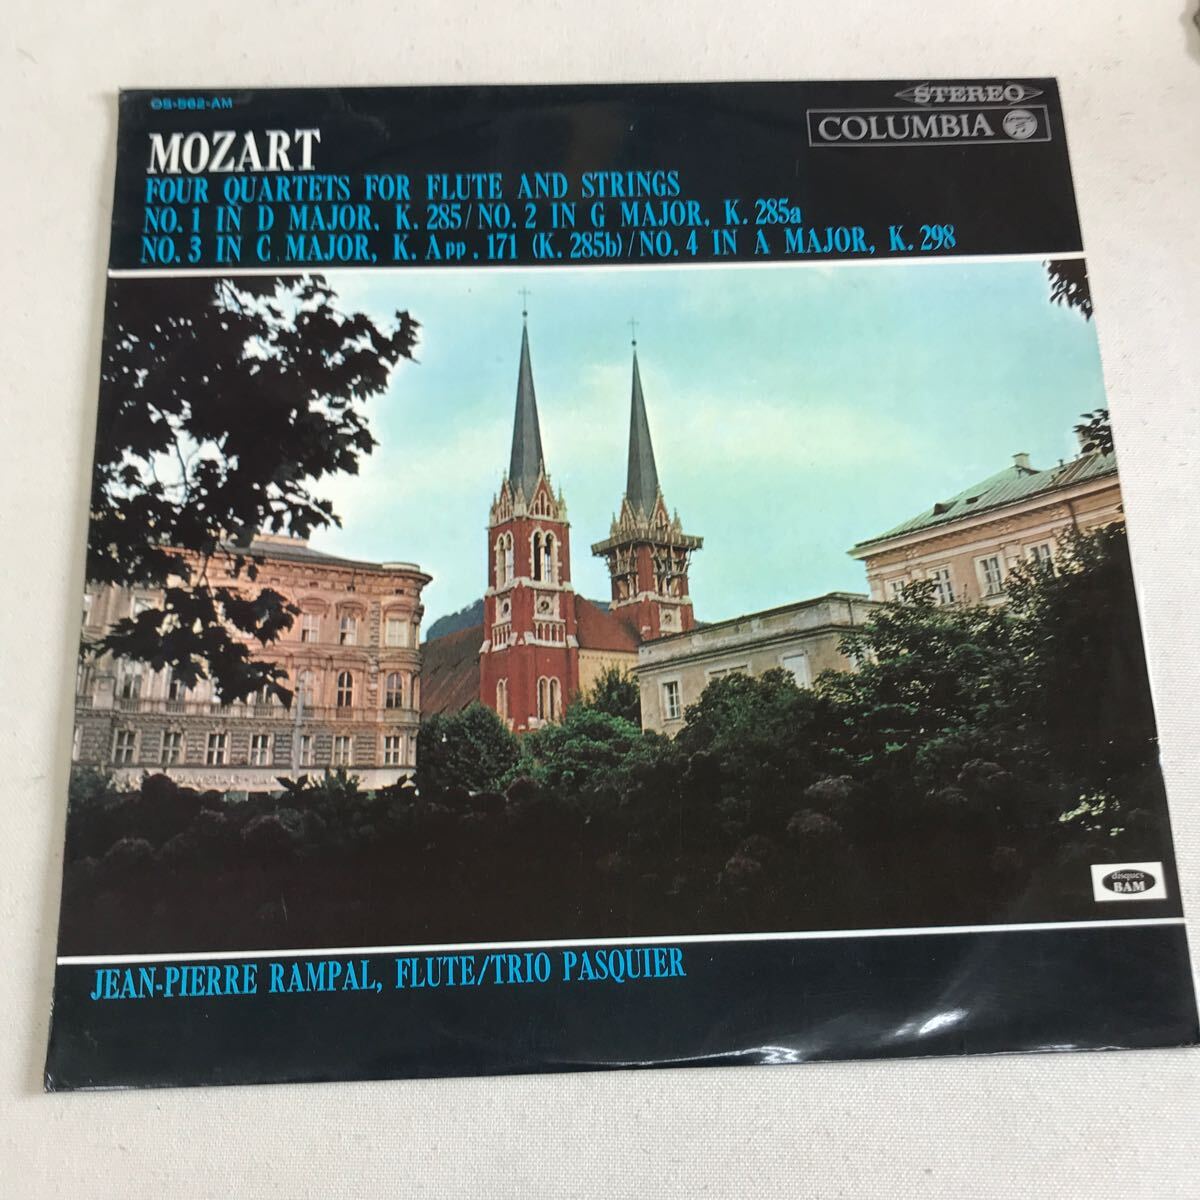 OS-562-AM
STEREO
COLUMBIA
MOZART
FOUR QUARTETS FOR FLUTE AND STRINGS
NO. 1 IN D MAJOR, K. 285/NO. 2 IN G MAJOR, K. 285a
NO. 3 IN C MAJOR, K. App. 171 (K. 285b)/NO. 4 IN A MAJOR, K. 298
disques
BAM
JEAN-PIERRE RAMPAL, FLUTE/TRIO PASQUIER